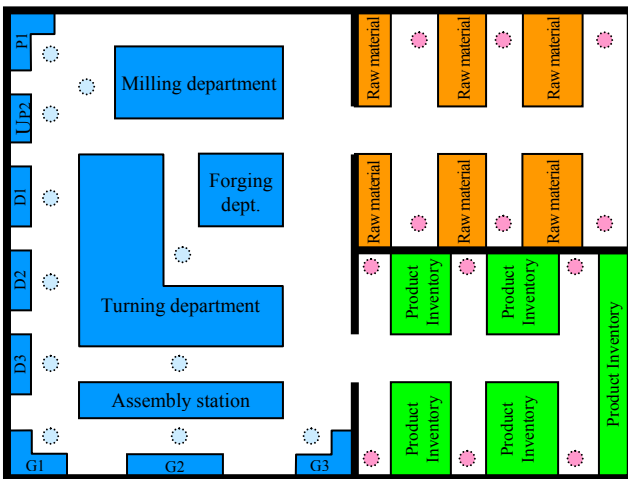 P1
Milling department
Raw material
Raw material
Raw material
UP2
D1
Forging
dept.
Raw material
Raw material
Raw material
D2
Turning department
Product
Inventory
Product
Inventory
Product Inventory
D3
Assembly station
Product
Inventory
Product
Inventory
G1
G2
G3